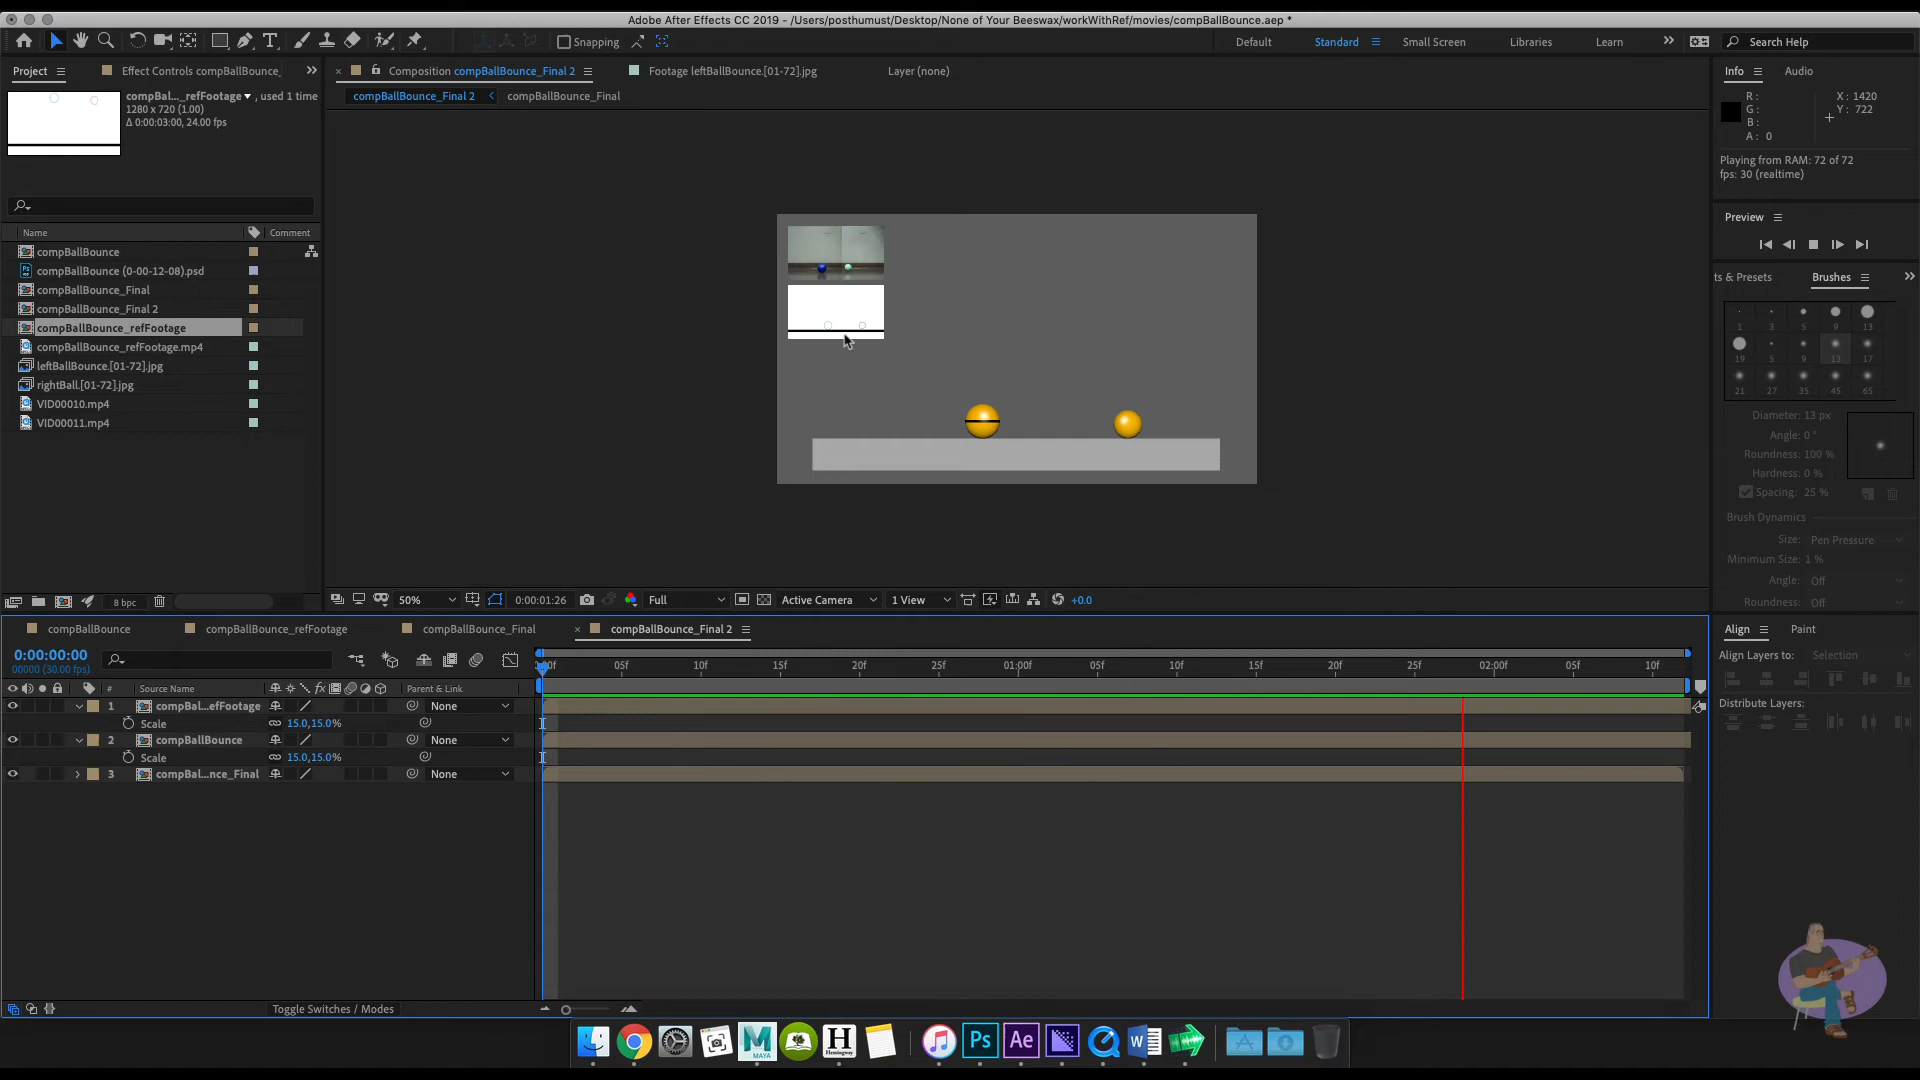 Adobe After Effects CC 2019 - /Users/posthumust/Desktop/None of Your Beeswax/workWithRef/movies/compBallBounce.aep *
Snapping
Default
Standard
Small Screen
Libraries
Learn
Search Help
Project
Effect Controls compBallBounce_
Composition compBallBounce_Final 2
Footage leftBallBounce.[01-72].jpg
Layer (none)
compBallBounce_Final 2
compBallBounce_Final
compBal..._refFootage, used 1 time
1280 x 720 (1.00)
Δ 0:00:03:00, 24.00 fps
Name
Comment
compBallBounce
compBallBounce (0-00-12-08).psd
compBallBounce_Final
compBallBounce_Final 2
compBallBounce_refFootage
compBallBounce_refFootage.mp4
leftBallBounce.[01-72].jpg
rightBall.[01-72].jpg
VID00010.mp4
VID00011.mp4
8 bpc
50%
0:00:01:26
Full
Active Camera
1 View
+0.0
Info
Audio
R :
G :
B :
A : 0
X : 1420
Y : 722
Playing from RAM: 72 of 72
fps: 30 (realtime)
Preview
ts & Presets
Brushes
1 3 5 9 13
19 5 9 13 17
21 27 35 45 65
Diameter: 13 px
Angle: 0 °
Roundness: 100 %
Hardness: 0 %
Spacing: 25 %
Brush Dynamics
Size: Pen Pressure
Minimum Size: 1 %
Angle: Off
Roundness: Off
compBallBounce
compBallBounce_refFootage
compBallBounce_Final
compBallBounce_Final 2
0:00:00:00
00000 (30.00 fps)
:00f 05f 10f 15f 20f 25f 01:00f 05f 10f 15f 20f 25f 02:00f 05f 10f
# Source Name
Parent & Link
1 compBal...efFootage None
Scale 15.0,15.0%
2 compBallBounce None
Scale 15.0,15.0%
3 compBal...nce_Final None
Toggle Switches / Modes
Align
Paint
Align Layers to: Selection
Distribute Layers:
MAYA
H
Hemingway
Ps
Ae
W